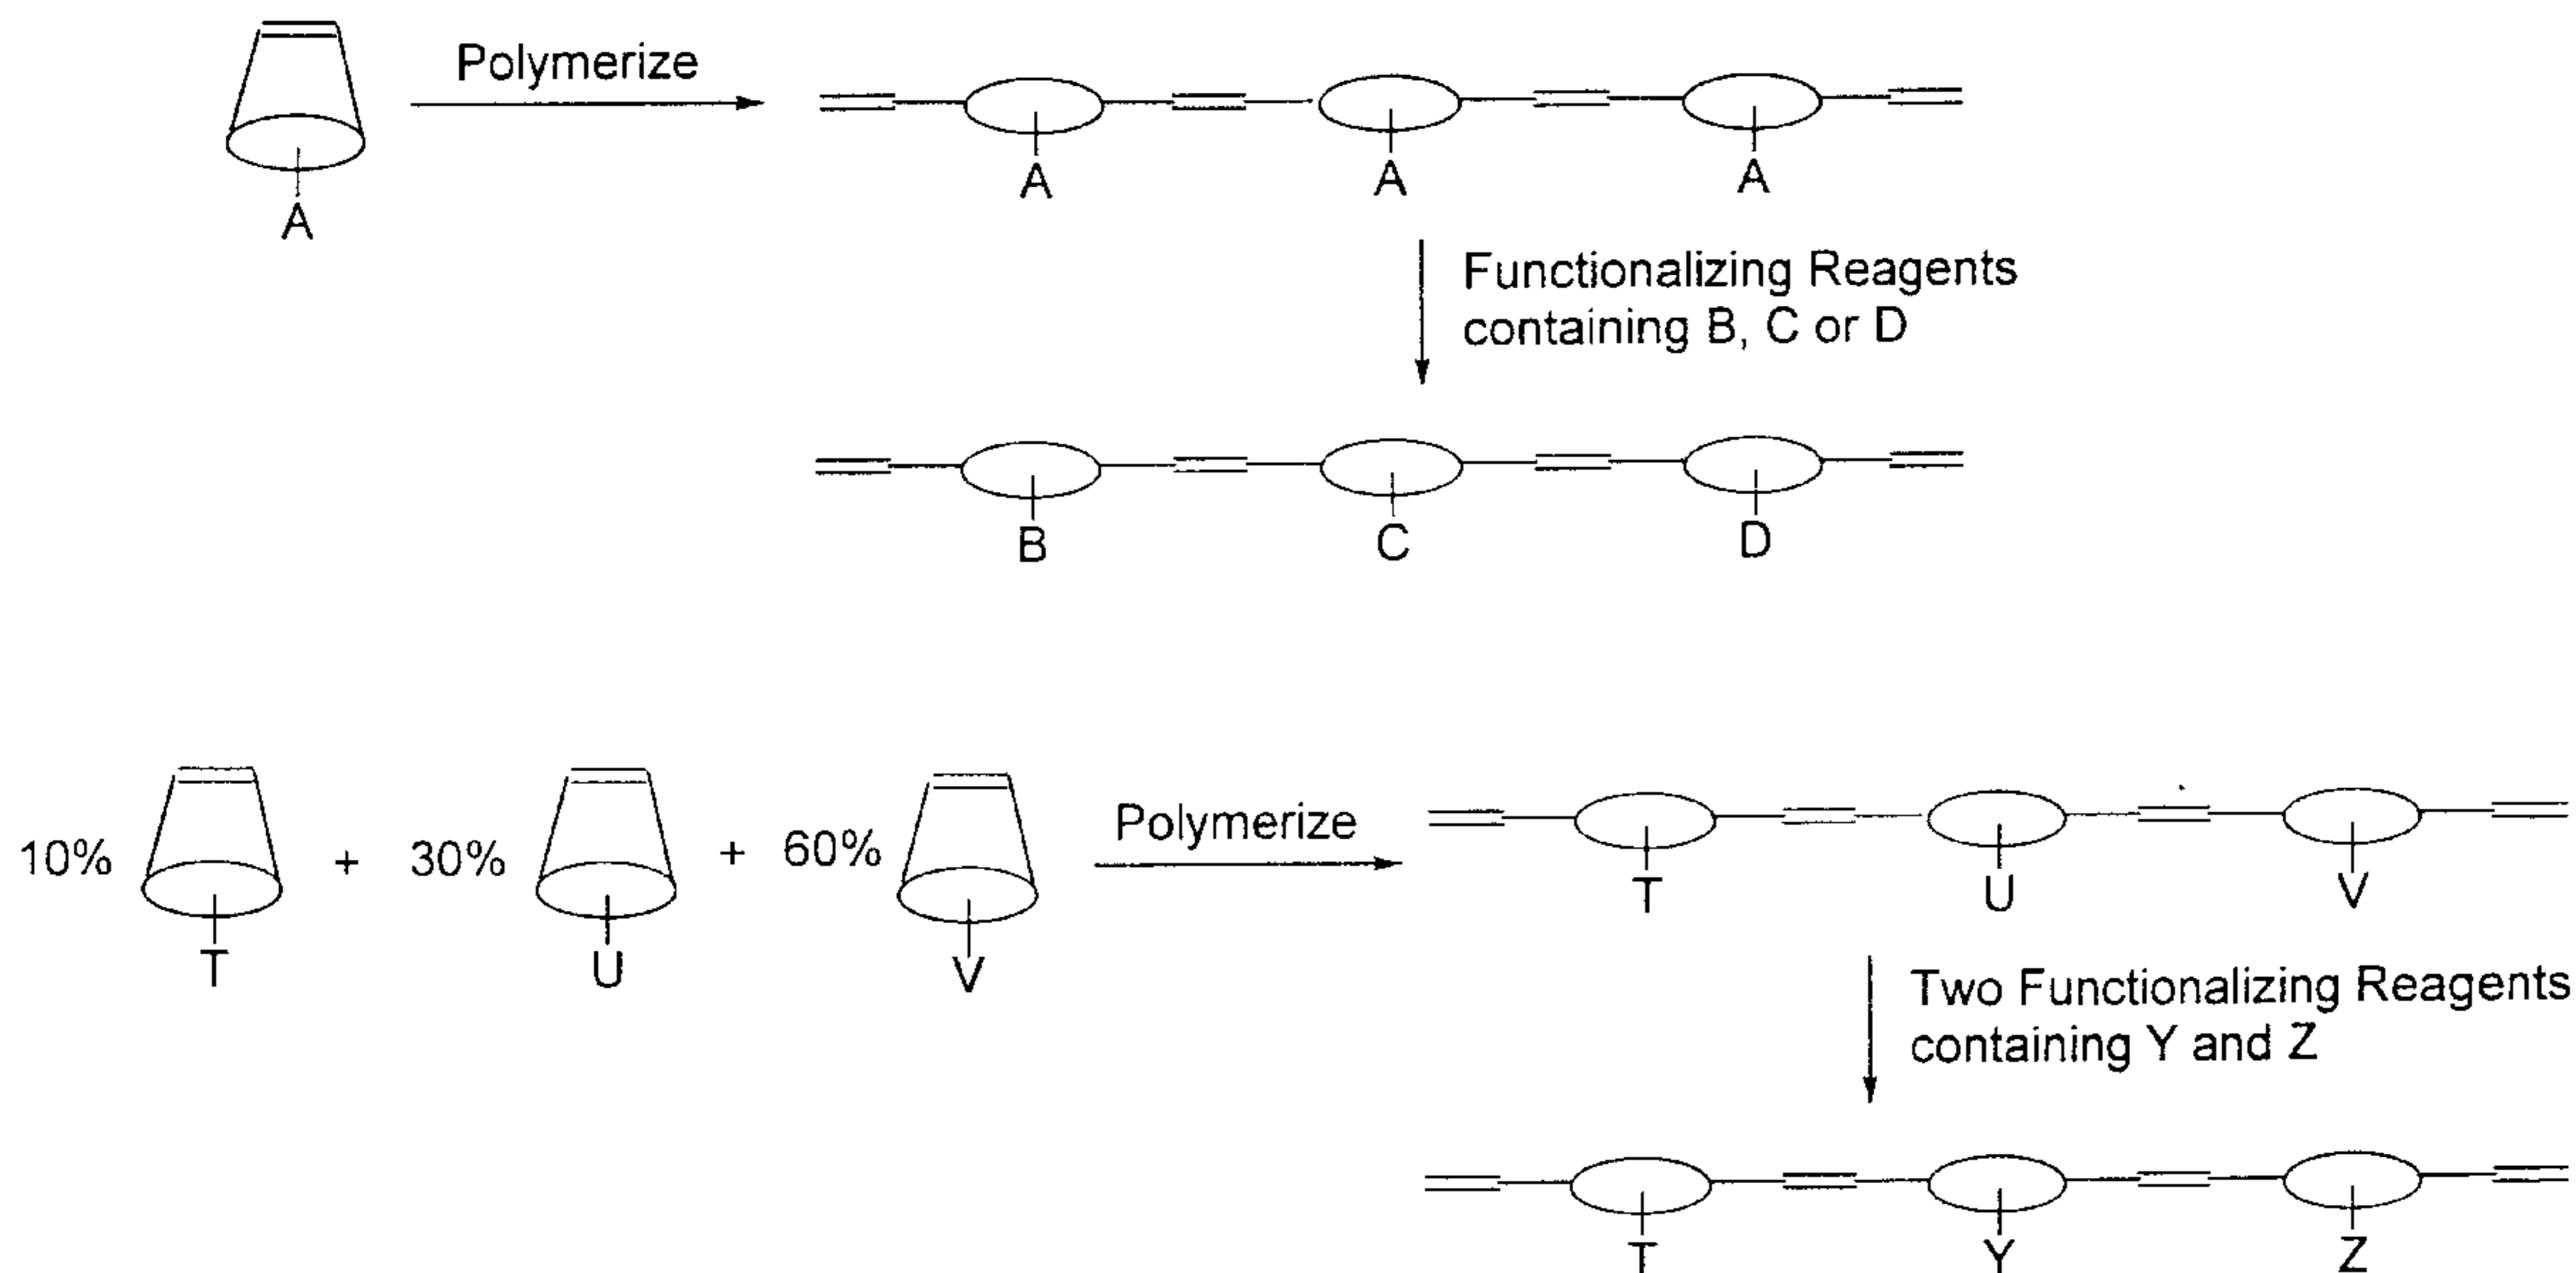 Polymerize
A
A
A
A
Functionalizing Reagents
containing B, C or D
B
C
D
10%
T
+
30%
U
+
60%
V
Polymerize
T
U
V
Two Functionalizing Reagents
containing Y and Z
T
Y
Z